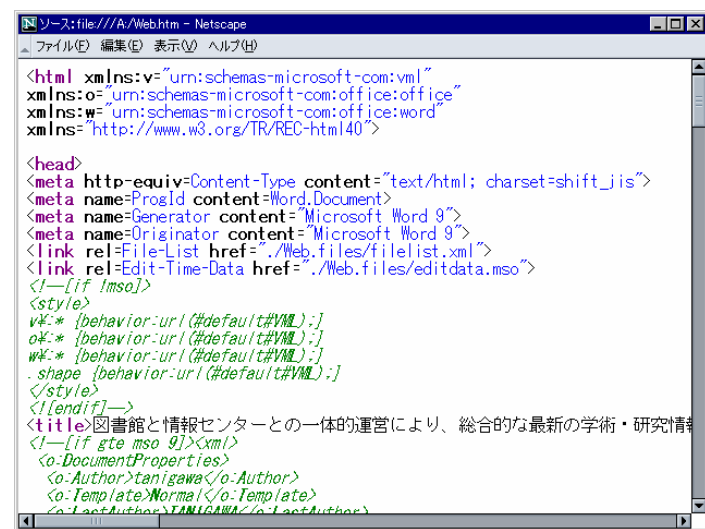 ソース:file:///A:/Web.htm - Netscape
ファイル(F) 編集(E) 表示(V) ヘルプ(H)
<html xmlns:v="urn:schemas-microsoft-com:vml"
xmlns:o="urn:schemas-microsoft-com:office:office"
xmlns:w="urn:schemas-microsoft-com:office:word"
xmlns="http://www.w3.org/TR/REC-html40">
<head>
<meta http-equiv=Content-Type content="text/html; charset=shift_jis">
<meta name=ProgId content=Word.Document>
<meta name=Generator content="Microsoft Word 9">
<meta name=Originator content="Microsoft Word 9">
<link rel=File-List href="./Web.files/filelist.xml">
<link rel=Edit-Time-Data href="./Web.files/editdata.mso">
<!--[if !mso]>
<style>
v¥:* {behavior:url(#default#VML);}
o¥:* {behavior:url(#default#VML);}
w¥:* {behavior:url(#default#VML);}
.shape {behavior:url(#default#VML);}
</style>
<![endif]-->
<title>図書館と情報センターとの一体的運営により、総合的な最新の学術・研究情報
<!--[if gte mso 9]><xml>
<o:DocumentProperties>
<o:Author>tanigawa</o:Author>
<o:Template>Normal</o:Template>
<o:LastAuthor>TANIGAWA</o:LastAuthor>